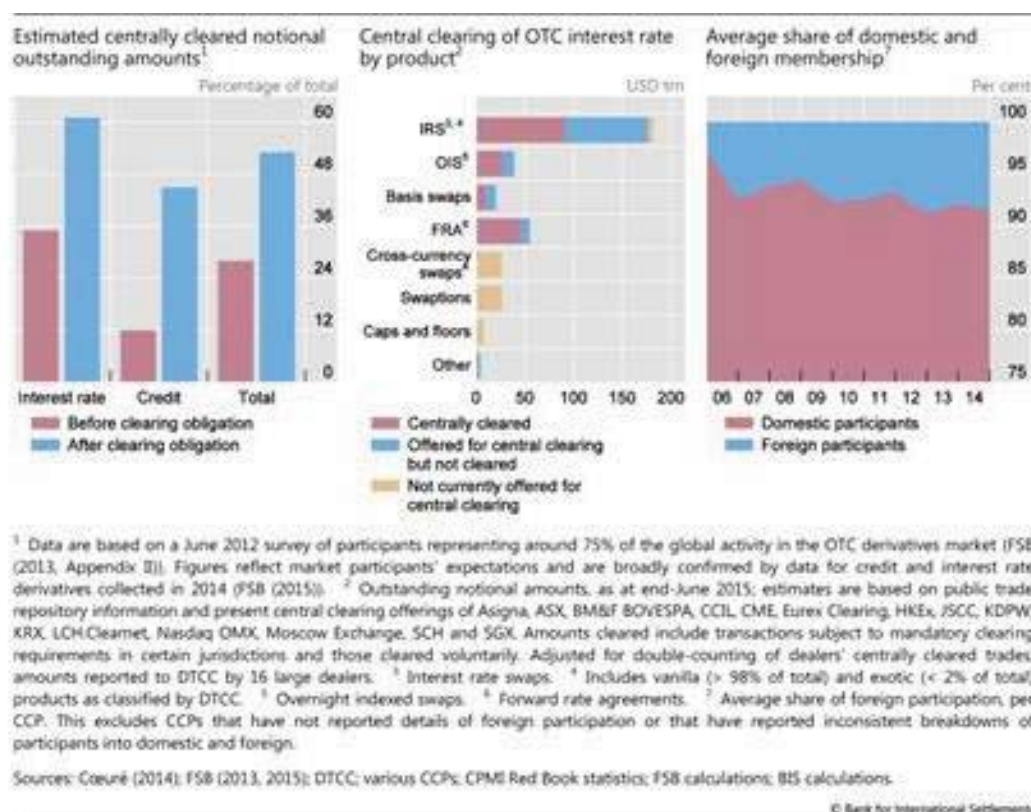 Estimated centrally cleared notional
outstanding amounts¹
Percentage of total
60
48
36
24
12
0
Interest rate Credit Total
Before clearing obligation
After clearing obligation
Central clearing of OTC interest rate
by product²
USD trn
IRS³˒ ⁴
OIS⁵
Basis swaps
FRA⁶
Cross-currency
swaps⁴
Swaptions
Caps and floors
Other
0 50 100 150 200
Centrally cleared
Offered for central clearing
but not cleared
Not currently offered for
central clearing
Average share of domestic and
foreign membership⁷
Per cent
100
95
90
85
80
75
06 07 08 09 10 11 12 13 14
Domestic participants
Foreign participants
¹ Data are based on a June 2012 survey of participants representing around 75% of the global activity in the OTC derivatives market (FSB
(2013, Appendix II)). Figures reflect market participants' expectations and are broadly confirmed by data for credit and interest rate
derivatives collected in 2014 (FSB (2015)). ² Outstanding notional amounts, as at end-June 2015; estimates are based on public trade
repository information and present central clearing offerings of Asigna, ASX, BM&F BOVESPA, CCIL, CME, Eurex Clearing, HKEx, JSCC, KDPW
KRX, LCH.Clearnet, Nasdaq OMX, Moscow Exchange, SCH and SGX. Amounts cleared include transactions subject to mandatory clearing
requirements in certain jurisdictions and those cleared voluntarily. Adjusted for double-counting of dealers' centrally cleared trades
amounts reported to DTCC by 16 large dealers. ³ Interest rate swaps. ⁴ Includes vanilla (> 98% of total) and exotic (< 2% of total)
products as classified by DTCC. ⁵ Overnight indexed swaps. ⁶ Forward rate agreements. ⁷ Average share of foreign participation, per
CCP. This excludes CCPs that have not reported details of foreign participation or that have reported inconsistent breakdowns of
participants into domestic and foreign.
Sources: Cœuré (2014); FSB (2013, 2015); DTCC; various CCPs; CPMI Red Book statistics; FSB calculations; BIS calculations.
© Bank for International Settlements